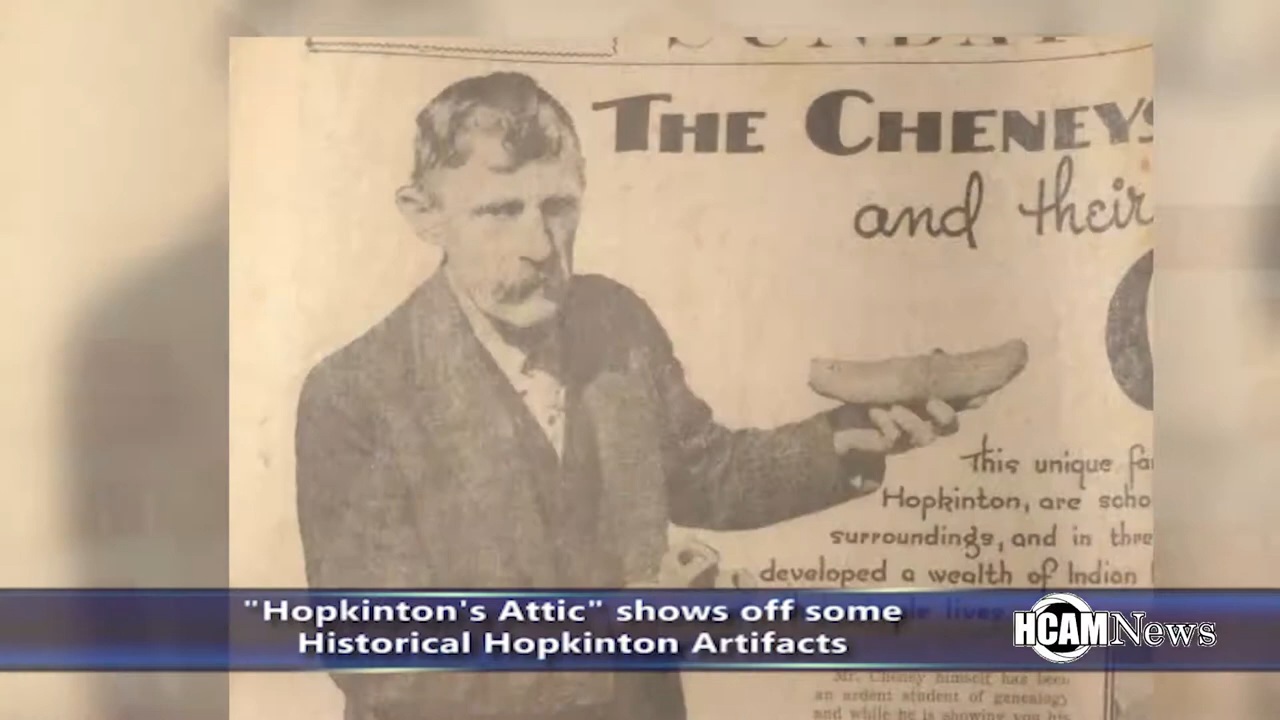 SUNDAY
THE CHENEYS
and their
This unique fa
Hopkinton, are scho
surroundings, and in thre
developed a wealth of Indian
lives
"Hopkinton's Attic" shows off some
Historical Hopkinton Artifacts
HCAM News
Mr. Cheney himself has been
an ardent student of genealogy
and while he is showing you his